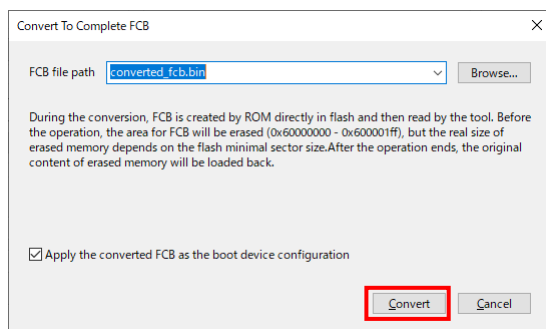 Convert To Complete FCB
FCB file path converted_fcb.bin Browse...
During the conversion, FCB is created by ROM directly in flash and then read by the tool. Before
the operation, the area for FCB will be erased (0x60000000 - 0x600001ff), but the real size of
erased memory depends on the flash minimal sector size.After the operation ends, the original
content of erased memory will be loaded back.
Apply the converted FCB as the boot device configuration
Convert Cancel